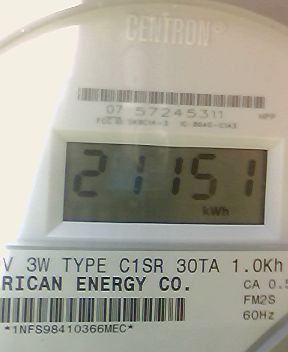 CENTRON®
07 57245311
HPP
21151
kWh
V 3W TYPE C1SR 30TA 1.0Kh
RICAN ENERGY CO. CA 0.5
FM2S
60Hz
*1NFS98410366MEC*